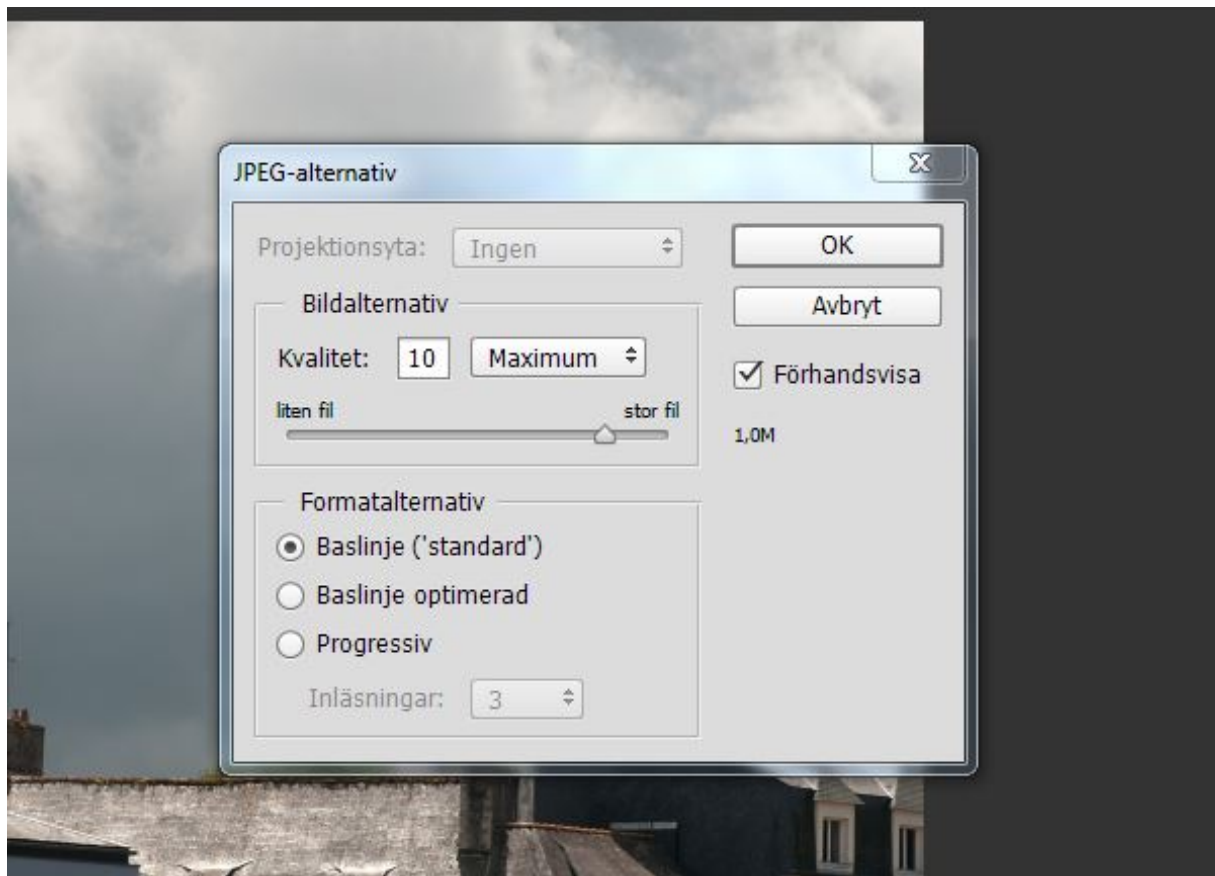 JPEG-alternativ
Projektionsyta: Ingen
OK
Bildalternativ
Avbryt
Kvalitet: 10 Maximum
Förhandsvisa
liten fil stor fil
1,0M
Formatalternativ
Baslinje ('standard')
Baslinje optimerad
Progressiv
Inläsningar: 3